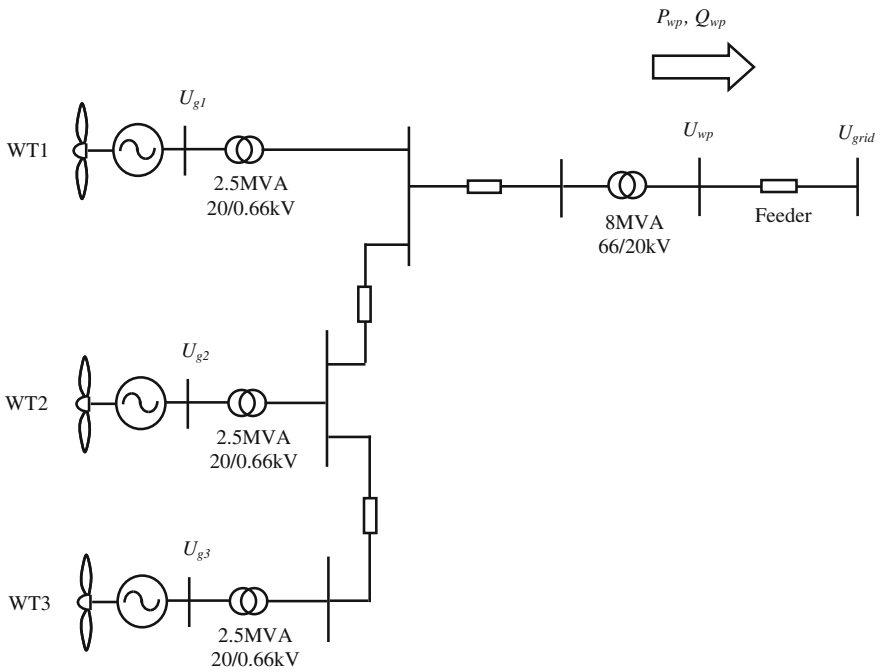 P_wp, Q_wp
U_g1
U_wp
U_grid
WT1
2.5MVA
20/0.66kV
8MVA
66/20kV
Feeder
U_g2
WT2
2.5MVA
20/0.66kV
U_g3
WT3
2.5MVA
20/0.66kV